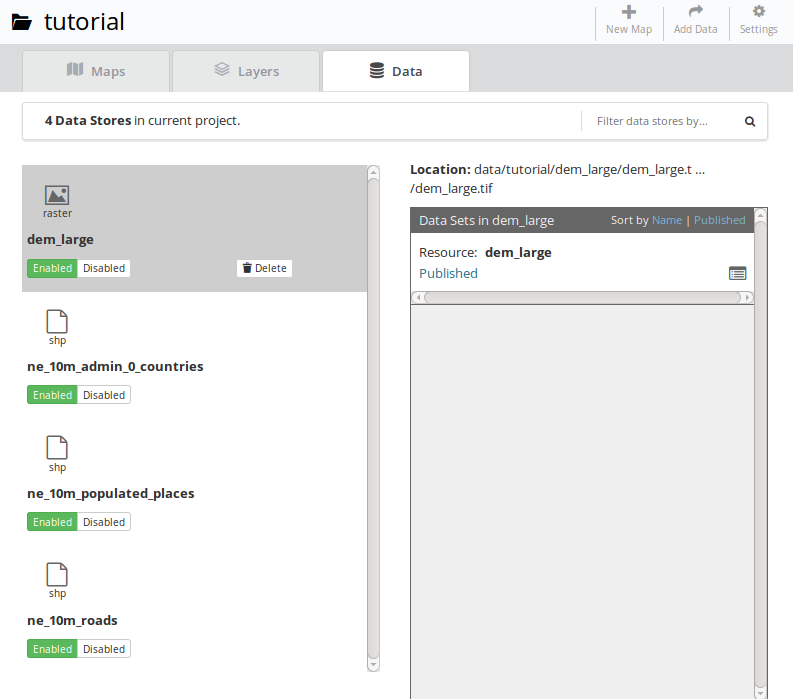 tutorial
New Map
Add Data
Settings
Maps
Layers
Data
4 Data Stores in current project.
Filter data stores by...
raster
dem_large
Enabled Disabled
Delete
shp
ne_10m_admin_0_countries
Enabled Disabled
shp
ne_10m_populated_places
Enabled Disabled
shp
ne_10m_roads
Enabled Disabled
Location: data/tutorial/dem_large/dem_large.t ...
/dem_large.tif
Data Sets in dem_large
Sort by Name | Published
Resource: dem_large
Published